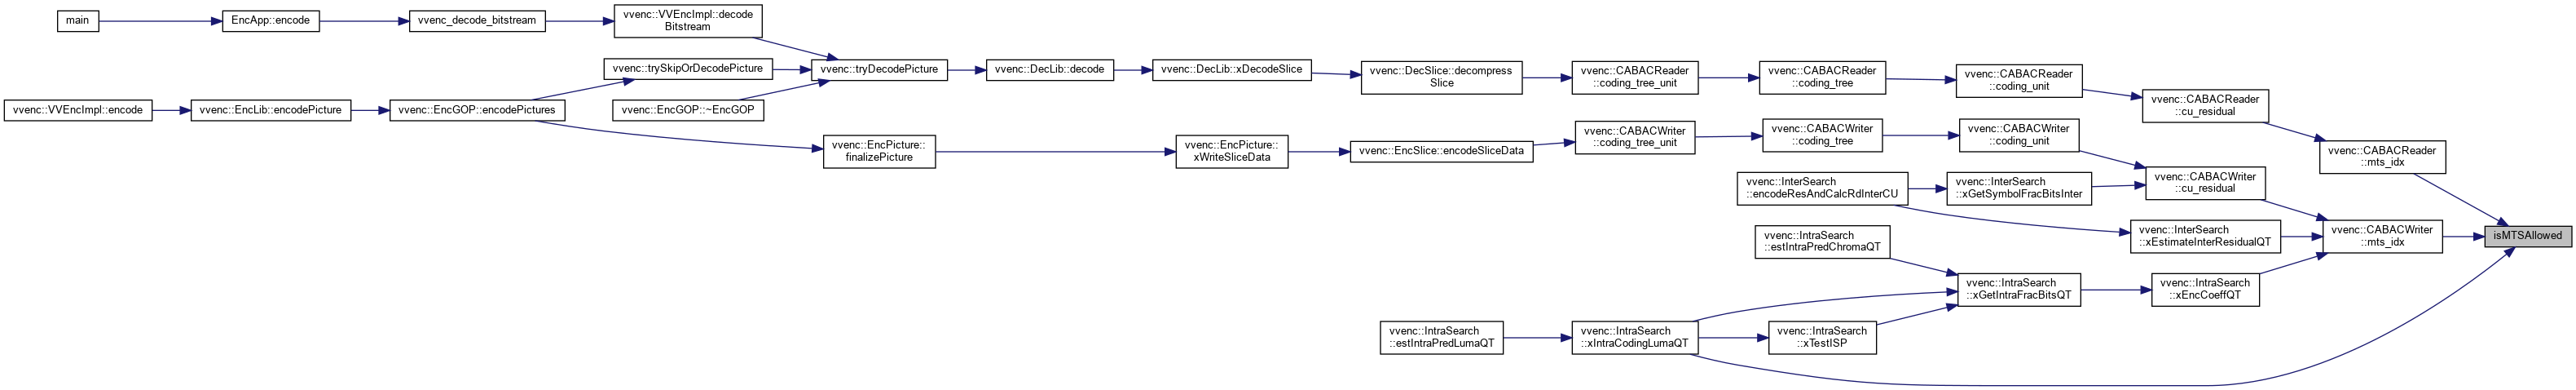 main
EncApp::encode
vvenc_decode_bitstream
vvenc::VVEncImpl::decode
Bitstream
vvenc::trySkipOrDecodePicture
vvenc::tryDecodePicture
vvenc::DecLib::decode
vvenc::DecLib::xDecodeSlice
vvenc::DecSlice::decompress
Slice
vvenc::CABACReader
::coding_tree_unit
vvenc::CABACReader
::coding_tree
vvenc::CABACReader
::coding_unit
vvenc::CABACReader
::cu_residual
vvenc::VVEncImpl::encode
vvenc::EncLib::encodePicture
vvenc::EncGOP::encodePictures
vvenc::EncGOP::~EncGOP
vvenc::EncPicture::
finalizePicture
vvenc::EncPicture::
xWriteSliceData
vvenc::EncSlice::encodeSliceData
vvenc::CABACWriter
::coding_tree_unit
vvenc::CABACWriter
::coding_tree
vvenc::CABACWriter
::coding_unit
vvenc::CABACReader
::mts_idx
vvenc::InterSearch
::encodeResAndCalcRdInterCU
vvenc::InterSearch
::xGetSymbolFracBitsInter
vvenc::CABACWriter
::cu_residual
vvenc::IntraSearch
::estIntraPredChromaQT
vvenc::InterSearch
::xEstimateInterResidualQT
vvenc::CABACWriter
::mts_idx
isMTSAllowed
vvenc::IntraSearch
::xGetIntraFracBitsQT
vvenc::IntraSearch
::xEncCoeffQT
vvenc::IntraSearch
::estIntraPredLumaQT
vvenc::IntraSearch
::xIntraCodingLumaQT
vvenc::IntraSearch
::xTestISP